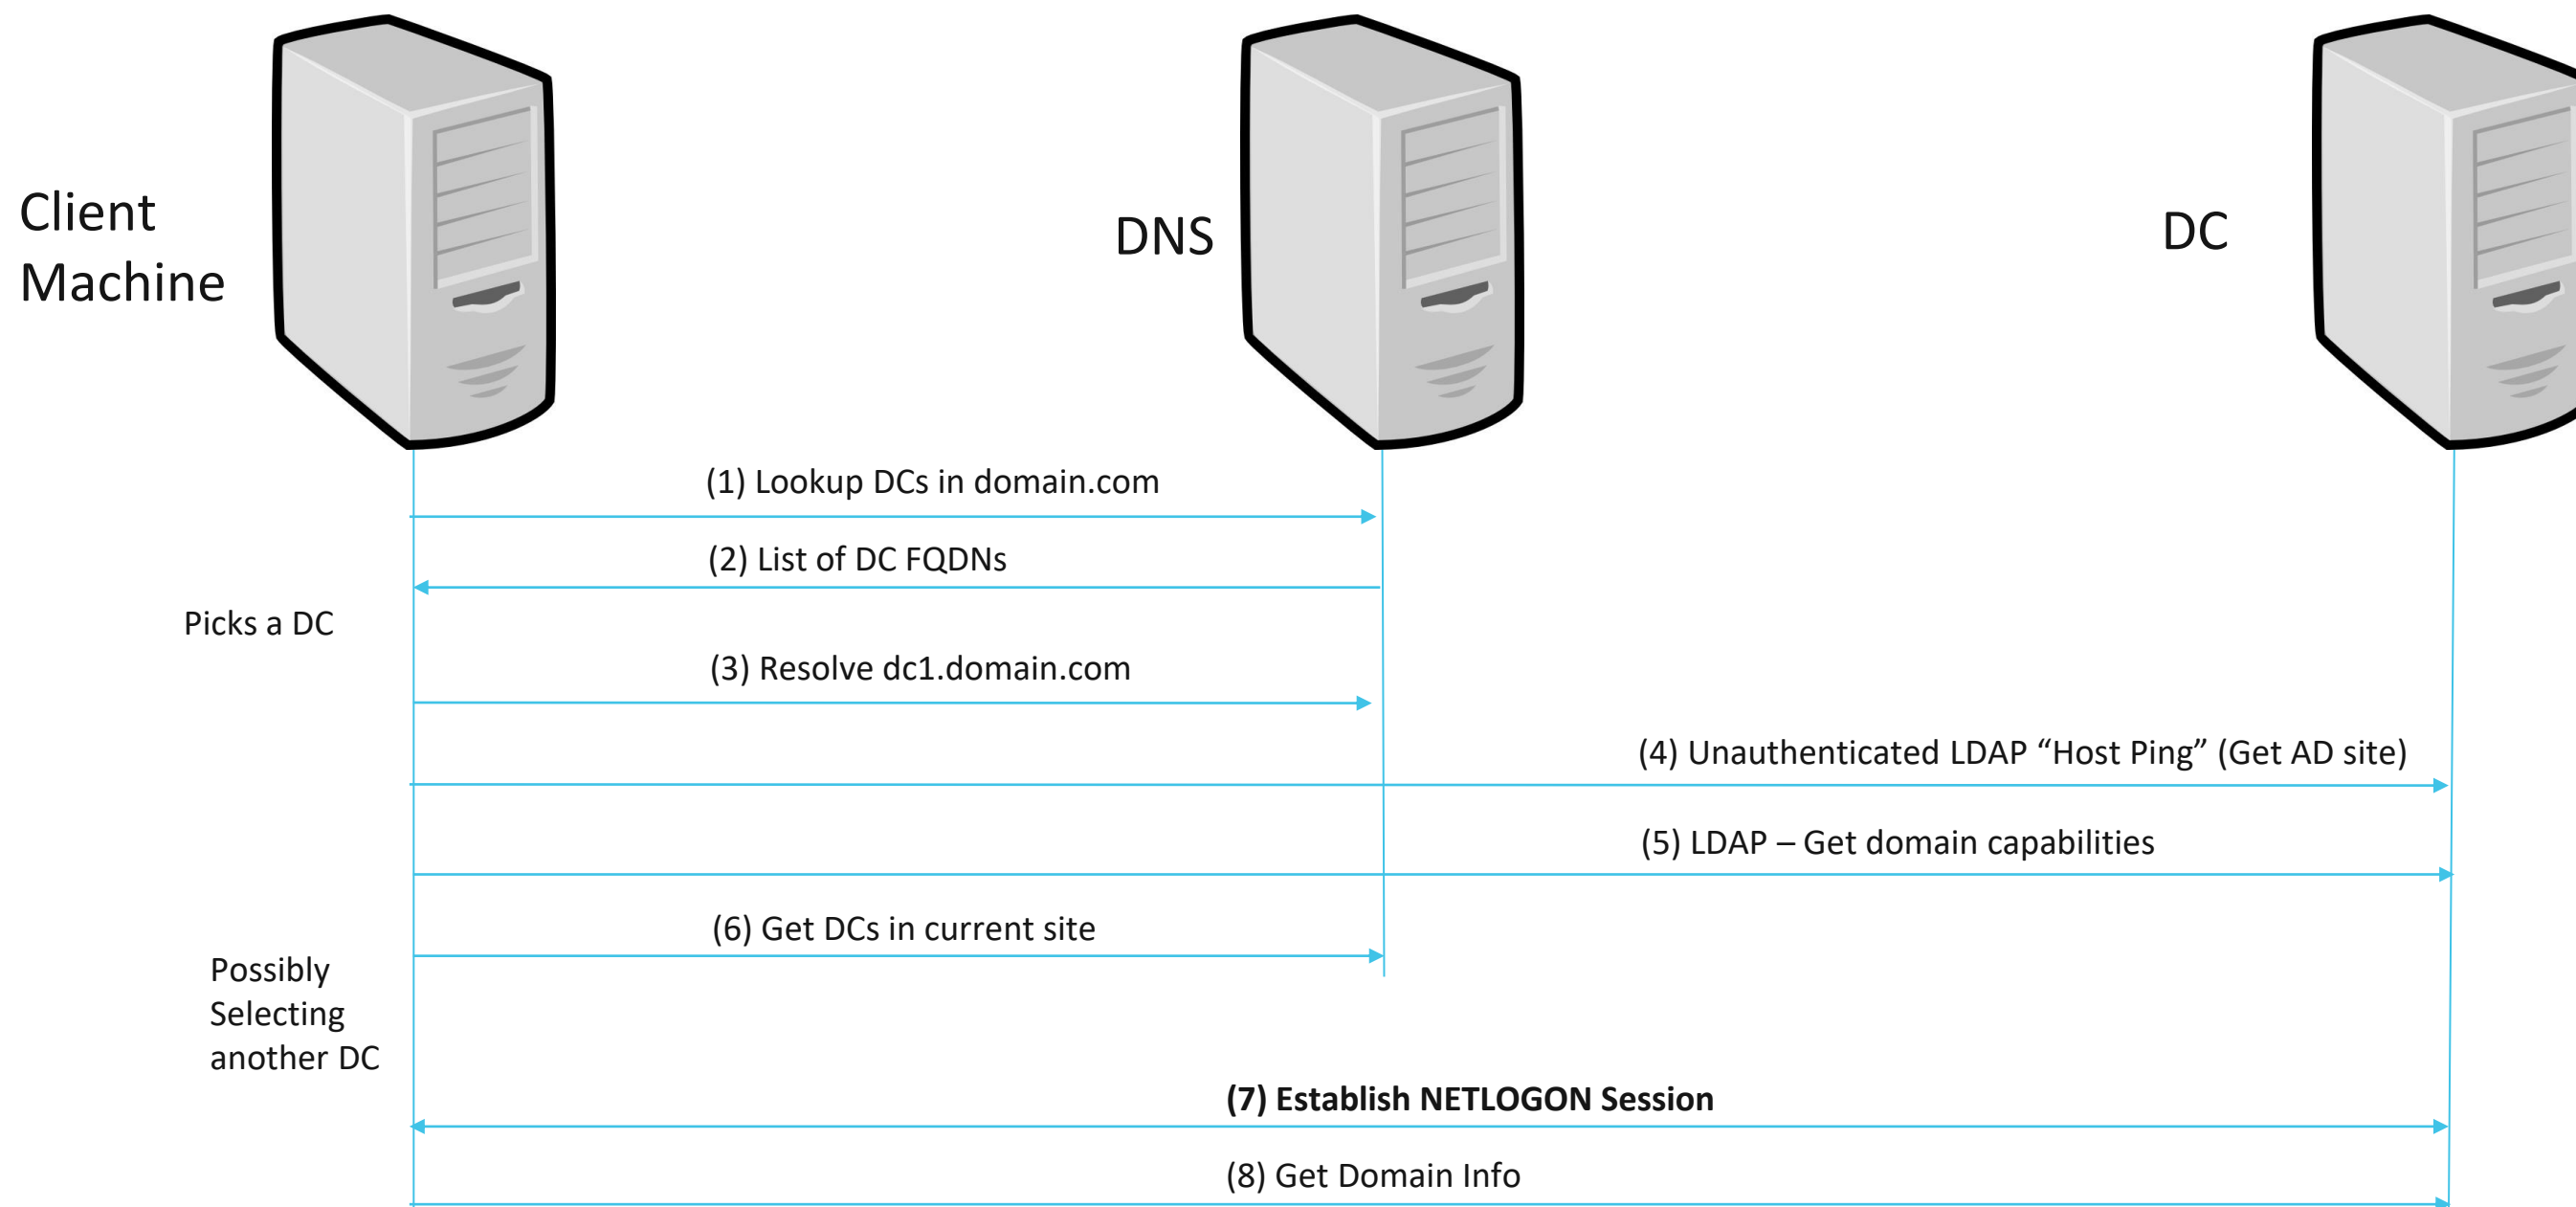 Client
Machine
DNS
DC
(1) Lookup DCs in domain.com
(2) List of DC FQDNs
Picks a DC
(3) Resolve dc1.domain.com
(4) Unauthenticated LDAP “Host Ping” (Get AD site)
(5) LDAP – Get domain capabilities
(6) Get DCs in current site
Possibly
Selecting
another DC
(7) Establish NETLOGON Session
(8) Get Domain Info